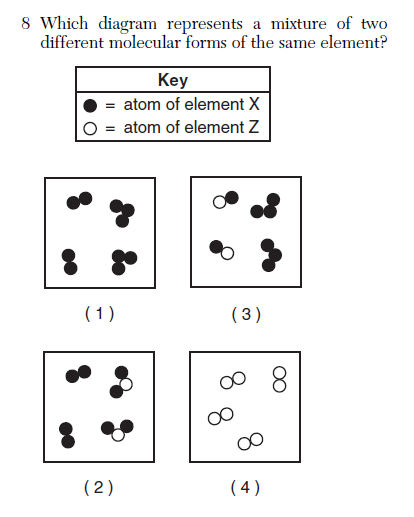 8 Which diagram represents a mixture of two
different molecular forms of the same element?
Key
= atom of element X
= atom of element Z
( 1 )
( 3 )
( 2 )
( 4 )